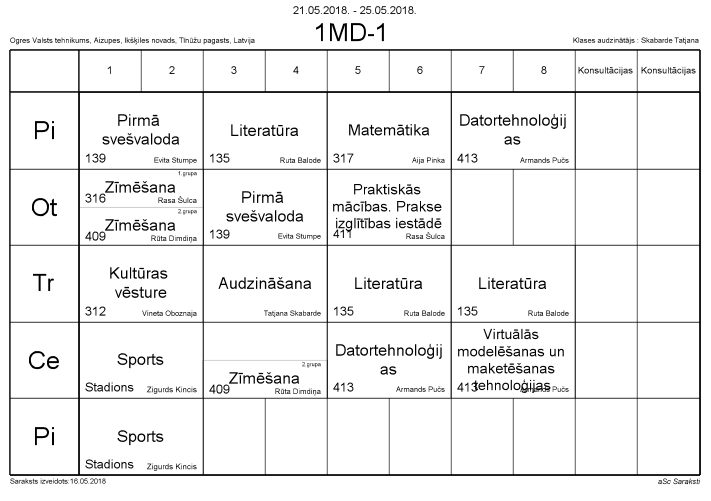 21.05.2018. - 25.05.2018.
1MD-1
Ogres Valsts tehnikums, Aizupes, Ikšķiles novads, Tīnūžu pagasts, Latvija
Klases audzinātājs : Skabarde Tatjana
1 2 3 4 5 6 7 8 Konsultācijas Konsultācijas
Pi
Pirmā
svešvaloda
139 Evita Stumpe
Literatūra
135 Ruta Balode
Matemātika
317 Aija Pinka
Datortehnoloģij
as
413 Armands Pučs
Ot
1.grupa
Zīmēšana
316 Rasa Šulca
2.grupa
Zīmēšana
409 Rūta Dimdiņa
Pirmā
svešvaloda
139 Evita Stumpe
Praktiskās
mācības. Prakse
izglītības iestādē
411 Rasa Šulca
Tr
Kultūras
vēsture
312 Vineta Oboznaja
Audzināšana
Tatjana Skabarde
Literatūra
135 Ruta Balode
Literatūra
135 Ruta Balode
Ce
Sports
Stadions Zigurds Kincis
2.grupa
Zīmēšana
409 Rūta Dimdiņa
Datortehnoloģij
as
413 Armands Pučs
Virtuālās
modelēšanas un
maketēšanas
tehnoloģijas
413 Armands Pučs
Pi
Sports
Stadions Zigurds Kincis
Saraksts izveidots:16.05.2018
aSc Saraksti